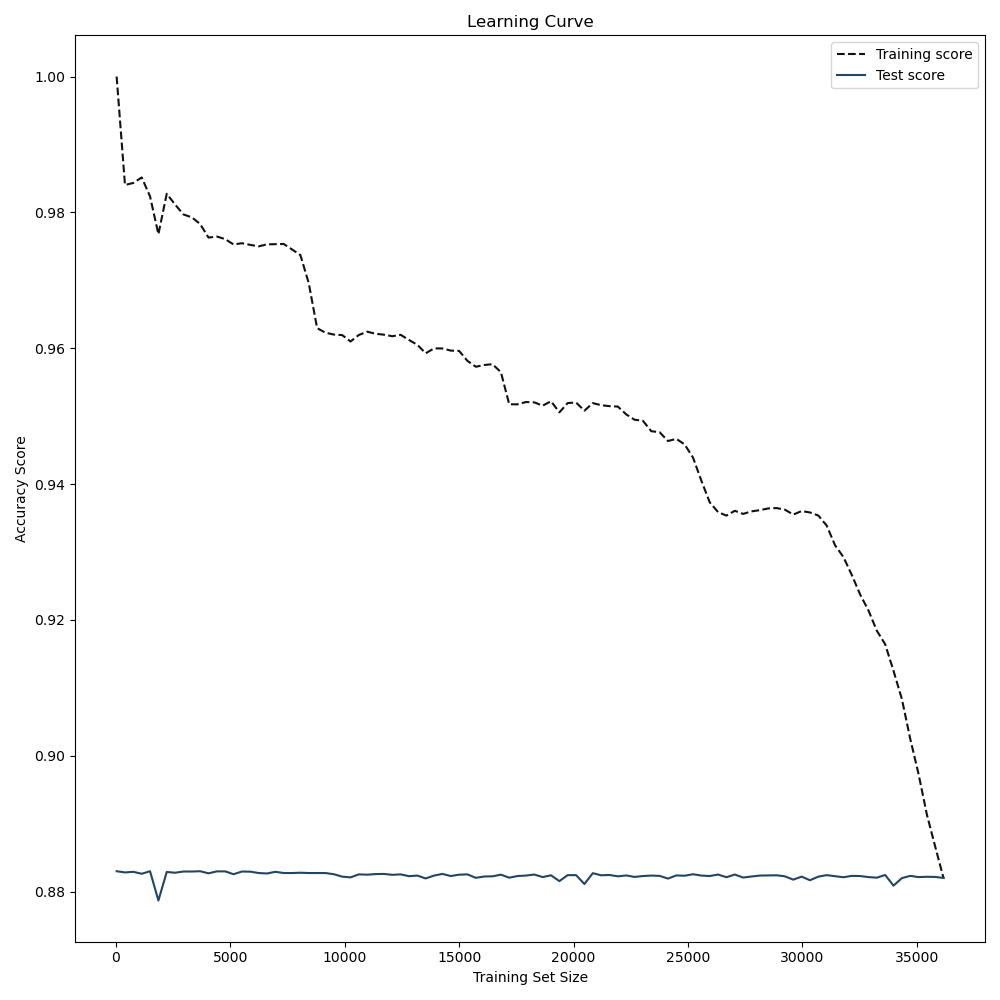 Learning Curve
Training score
Test score
1.00
0.98
0.96
0.94
0.92
0.90
0.88
Accuracy Score
0 5000 10000 15000 20000 25000 30000 35000
Training Set Size